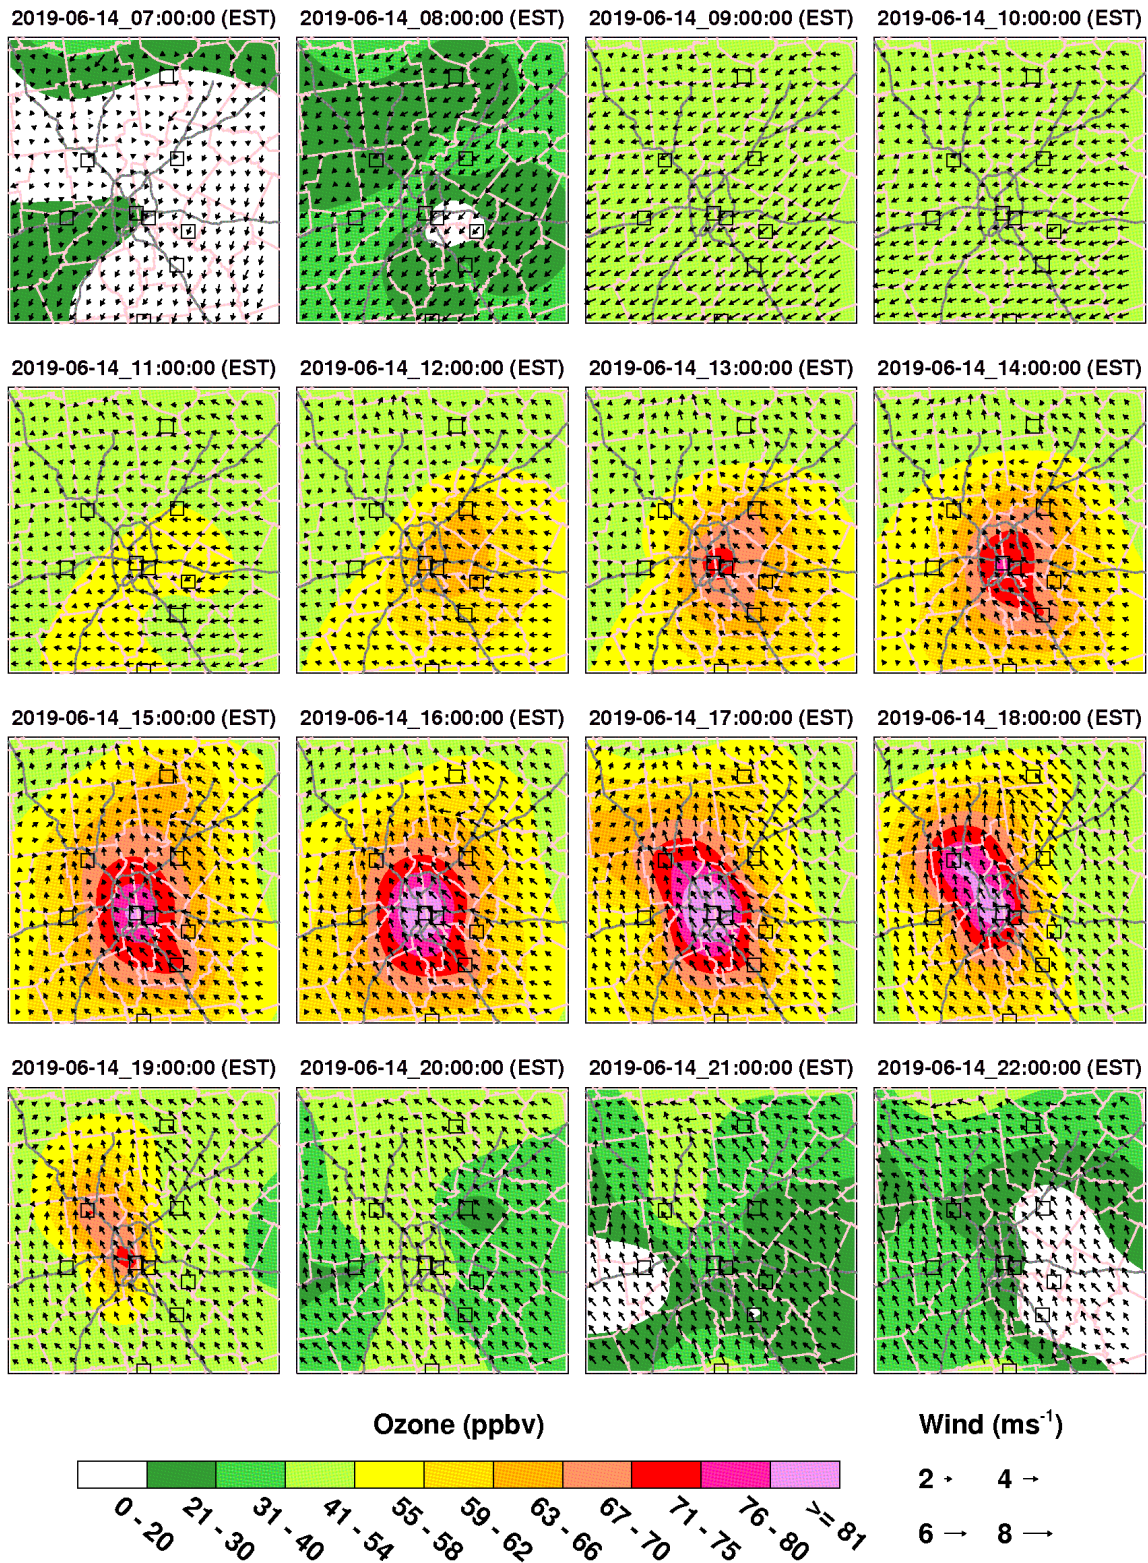 2019-06-14_07:00:00 (EST) 2019-06-14_08:00:00 (EST) 2019-06-14_09:00:00 (EST) 2019-06-14_10:00:00 (EST)
2019-06-14_11:00:00 (EST) 2019-06-14_12:00:00 (EST) 2019-06-14_13:00:00 (EST) 2019-06-14_14:00:00 (EST)
2019-06-14_15:00:00 (EST) 2019-06-14_16:00:00 (EST) 2019-06-14_17:00:00 (EST) 2019-06-14_18:00:00 (EST)
2019-06-14_19:00:00 (EST) 2019-06-14_20:00:00 (EST) 2019-06-14_21:00:00 (EST) 2019-06-14_22:00:00 (EST)
Ozone (ppbv) Wind (ms⁻¹)
2 4
0 - 20 21 - 30 31 - 40 41 - 54 55 - 58 59 - 62 63 - 66 67 - 70 71 - 75 76 - 80 >= 81
6 8